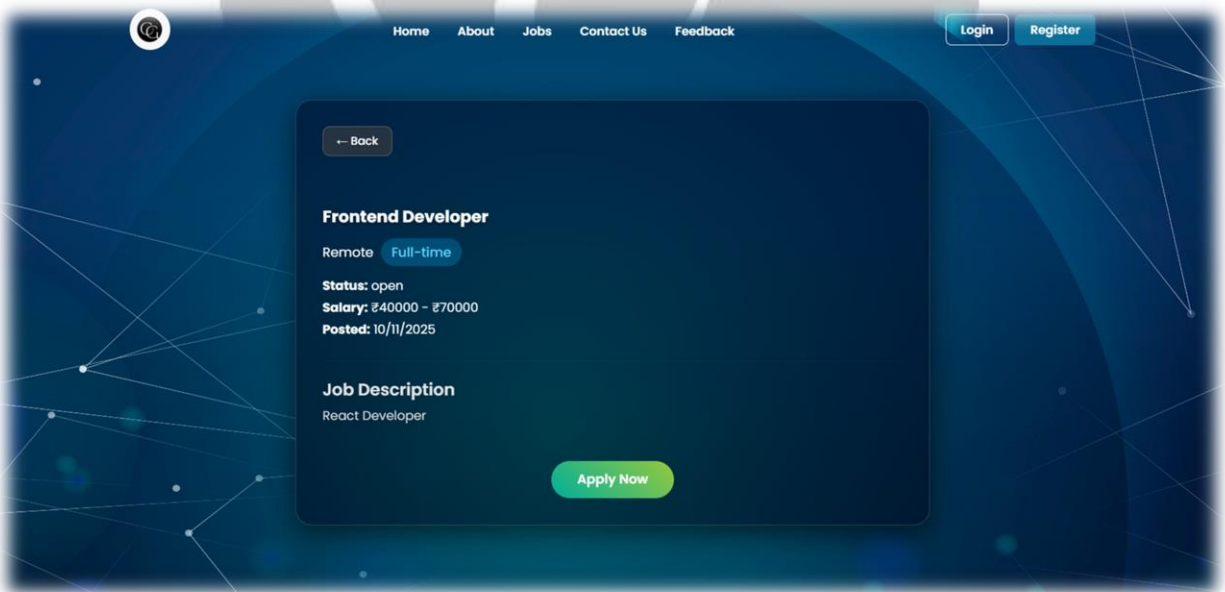 CG
Home About Jobs Contact Us Feedback Login Register
← Back
Frontend Developer
Remote Full-time
Status: open
Salary: ₹40000 - ₹70000
Posted: 10/11/2025
Job Description
React Developer
Apply Now